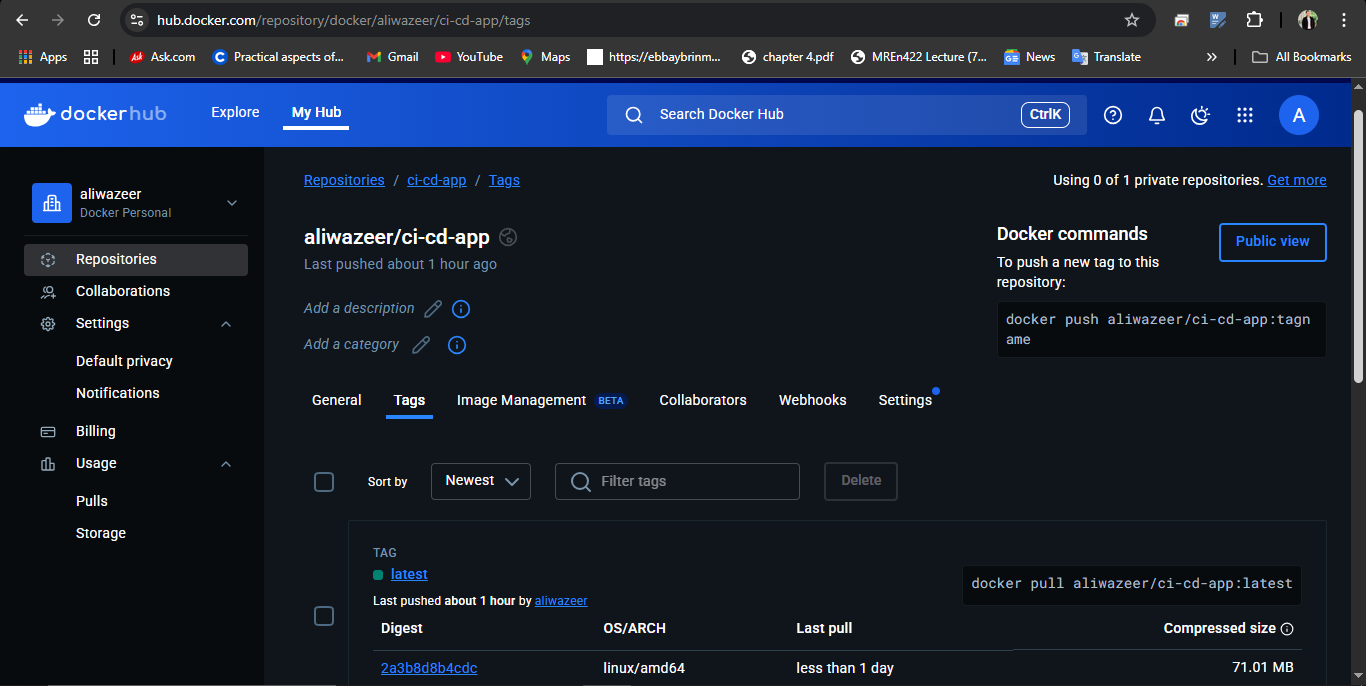 hub.docker.com/repository/docker/aliwazeer/ci-cd-app/tags
Apps
Ask.com
Practical aspects of...
Gmail
YouTube
Maps
https://ebbaybrinm...
chapter 4.pdf
MREn422 Lecture (7...
News
Translate
All Bookmarks
dockerhub
Explore
My Hub
Search Docker Hub
CtrlK
A
aliwazeer
Docker Personal
Repositories
Collaborations
Settings
Default privacy
Notifications
Billing
Usage
Pulls
Storage
Repositories / ci-cd-app / Tags
Using 0 of 1 private repositories. Get more
aliwazeer/ci-cd-app
Last pushed about 1 hour ago
Add a description
Add a category
Docker commands
Public view
To push a new tag to this
repository:
docker push aliwazeer/ci-cd-app:tagn
ame
General
Tags
Image Management BETA
Collaborators
Webhooks
Settings
Sort by
Newest
Filter tags
Delete
TAG
latest
Last pushed about 1 hour by aliwazeer
docker pull aliwazeer/ci-cd-app:latest
Digest OS/ARCH Last pull Compressed size
2a3b8d8b4cdc linux/amd64 less than 1 day 71.01 MB